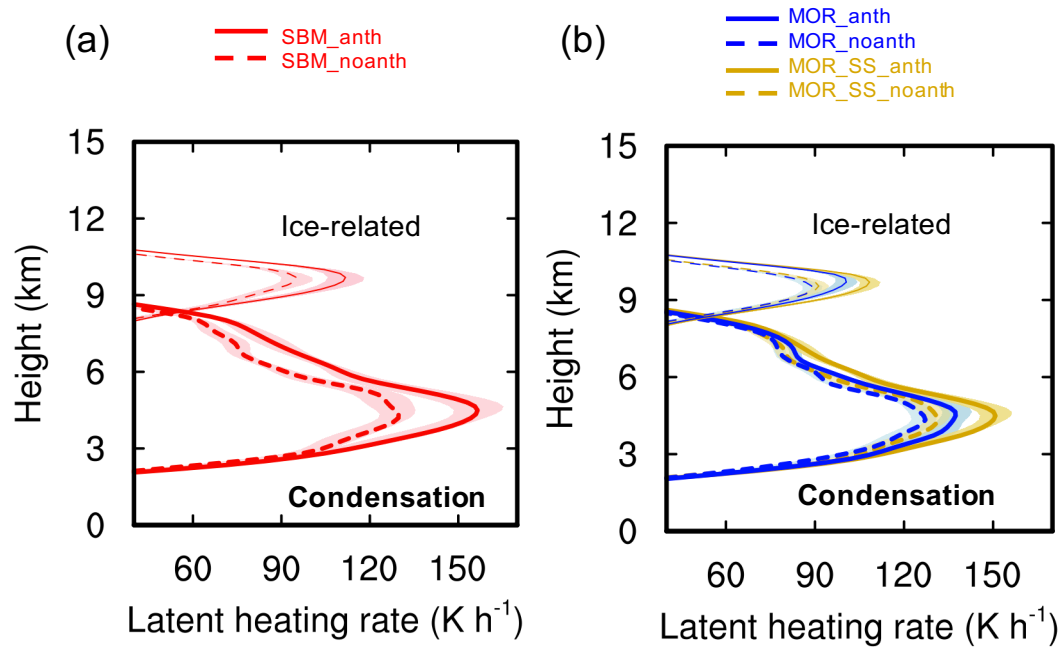 (a)
SBM_anth
SBM_noanth
15
12
9
6
3
0
Height (km)
Ice-related
Condensation
60 90 120 150
Latent heating rate (K h⁻¹)
(b)
MOR_anth
MOR_noanth
MOR_SS_anth
MOR_SS_noanth
15
12
9
6
3
0
Height (km)
Ice-related
Condensation
60 90 120 150
Latent heating rate (K h⁻¹)